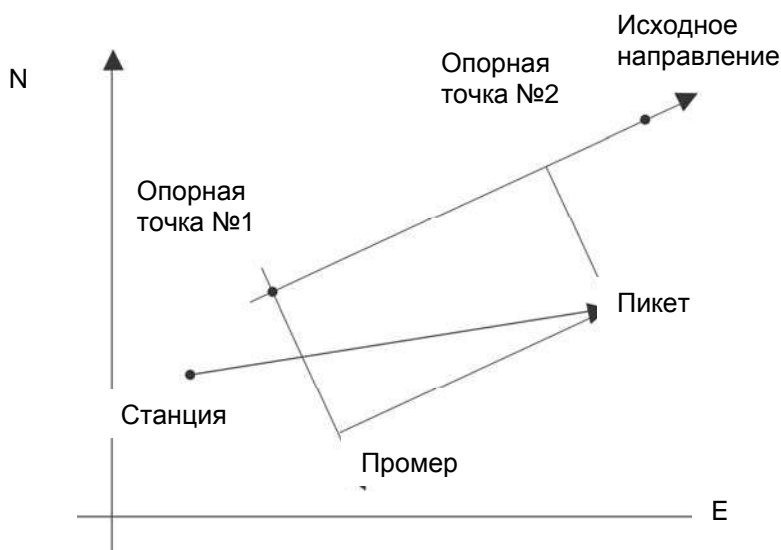 Исходное
направление
Опорная
точка №2
N
Опорная
точка №1
Пикет
Станция
Промер
E